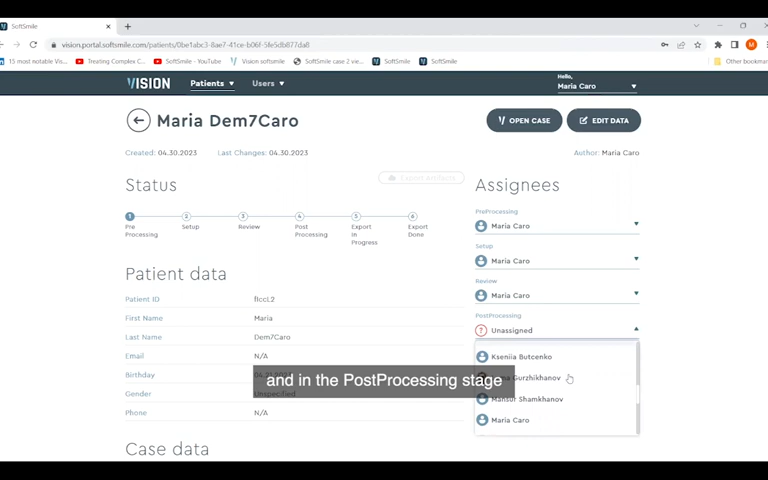 SoftSmile
vision.portal.softsmile.com/patients/0be1abc3-8ae7-41ce-b06f-5fe5db877da8
15 most notable Vis...
Treating Complex C...
SoftSmile - YouTube
Vision softsmile
SoftSmile case 2 vie...
SoftSmile
SoftSmile
Other bookmar
VISION
Patients
Users
Hello,
Maria Caro
Maria Dem7Caro
OPEN CASE
EDIT DATA
Created: 04.30.2023
Last Changes: 04.30.2023
Author: Maria Caro
Status
Export Artifacts
1
2
3
4
5
6
Pre Processing
Setup
Review
Post Processing
Export in Progress
Export Done
Patient data
Patient ID
First Name
Maria
Last Name
Dem7Caro
Email
N/A
Birthday
Gender
Unspecified
Phone
N/A
Case data
Assignees
PreProcessing
Maria Caro
Setup
Maria Caro
Review
Maria Caro
PostProcessing
Unassigned
Kseniia Butcenko
Gurzhikhanov
Mansur Shamkhanov
Maria Caro
and in the PostProcessing stage